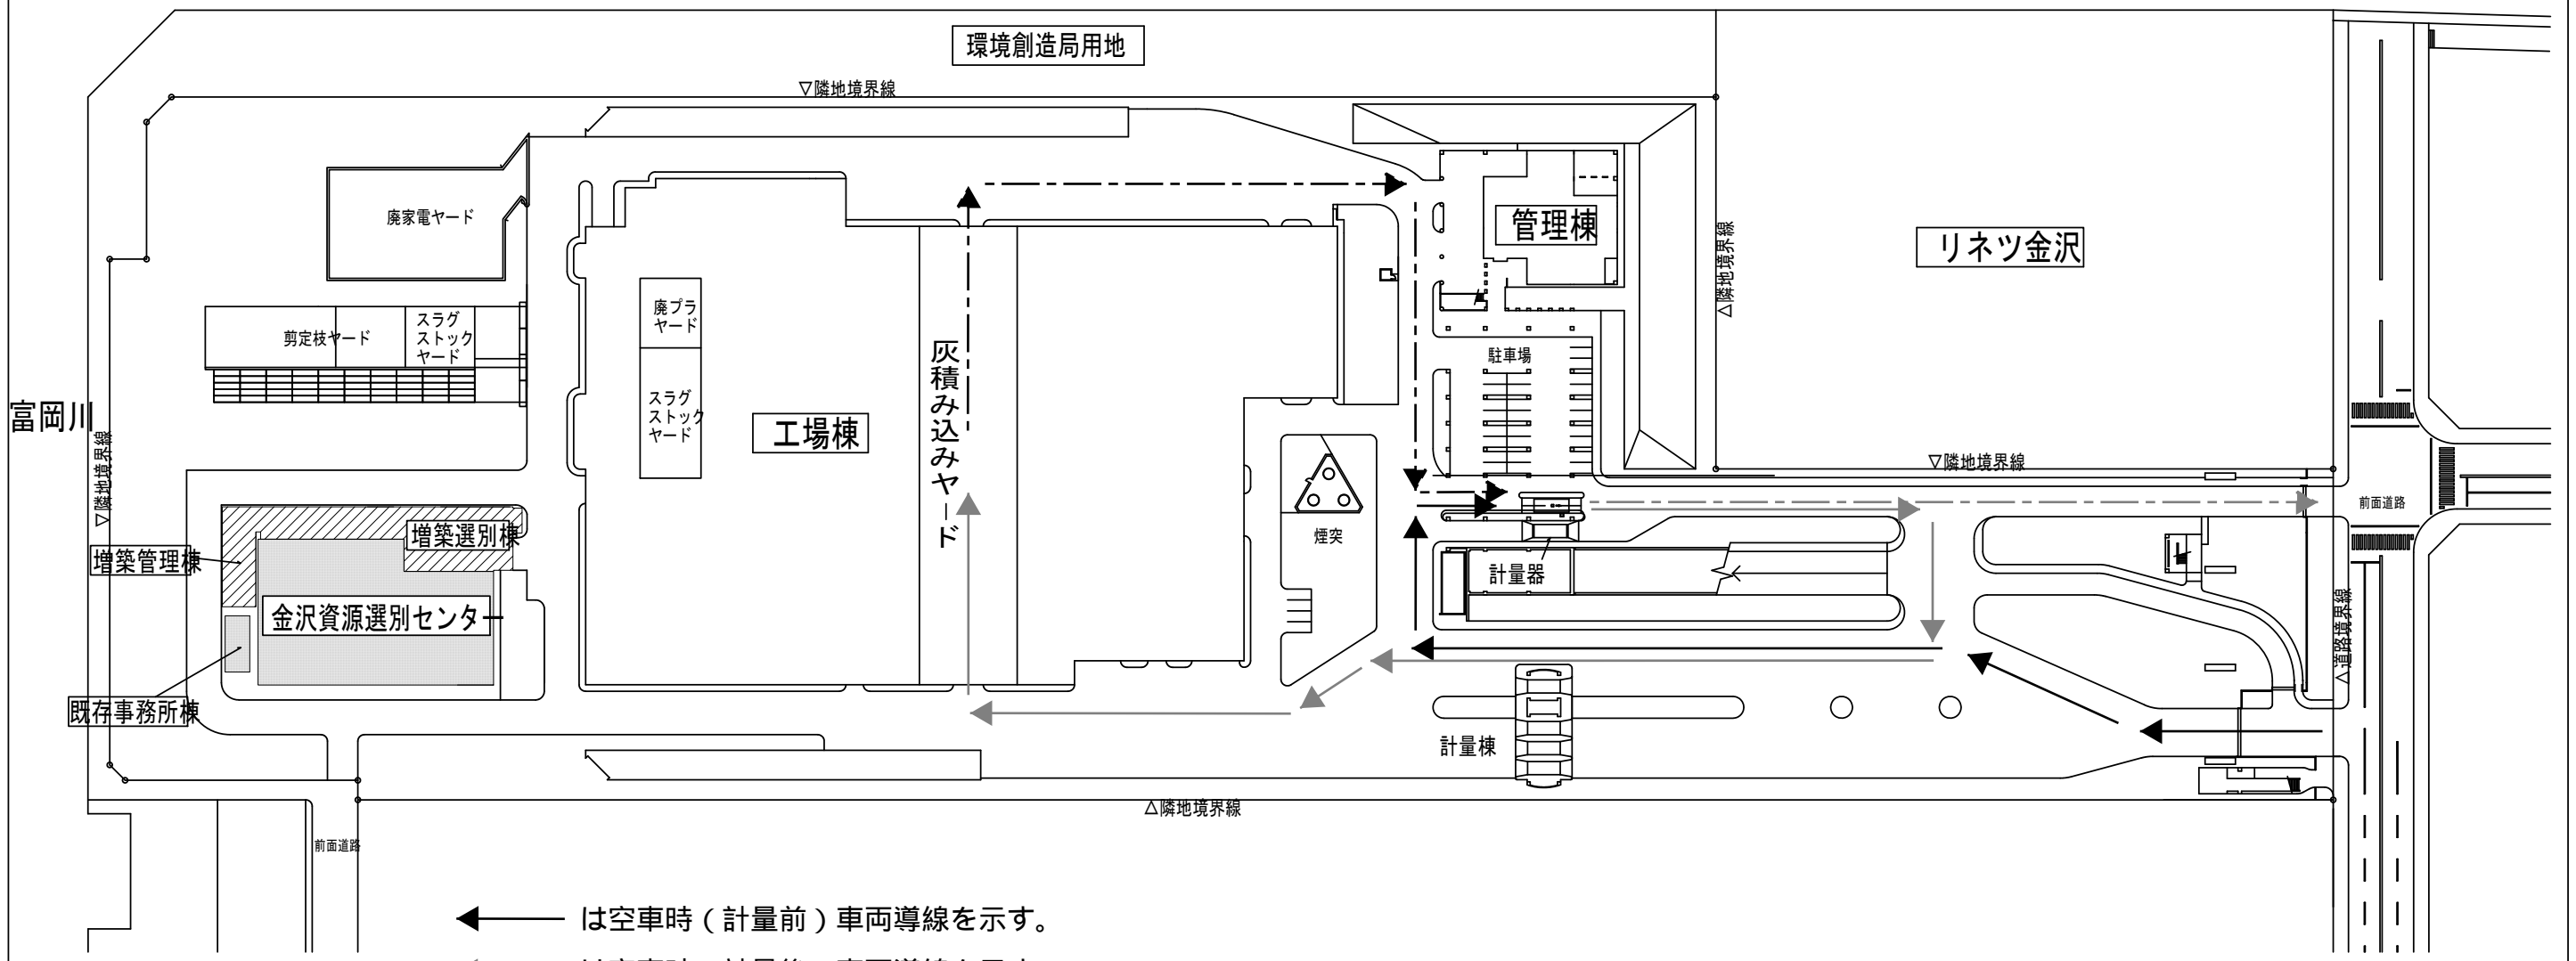 環境創造局用地
▽隣地境界線
廃家電ヤード
管理棟
リネツ金沢
△隣地境界線
剪定枝ヤード
スラグ
ストック
ヤード
廃プラ
ヤード
駐車場
灰積み込みヤード
富岡川
▽隣地境界線
スラグ
ストック
ヤード
工場棟
▽隣地境界線
前面道路
増築選別棟
煙突
増築管理棟
計量器
金沢資源選別センター
△道路境界線
既存事務所棟
計量棟
△隣地境界線
前面道路
は空車時（計量前）車両導線を示す。